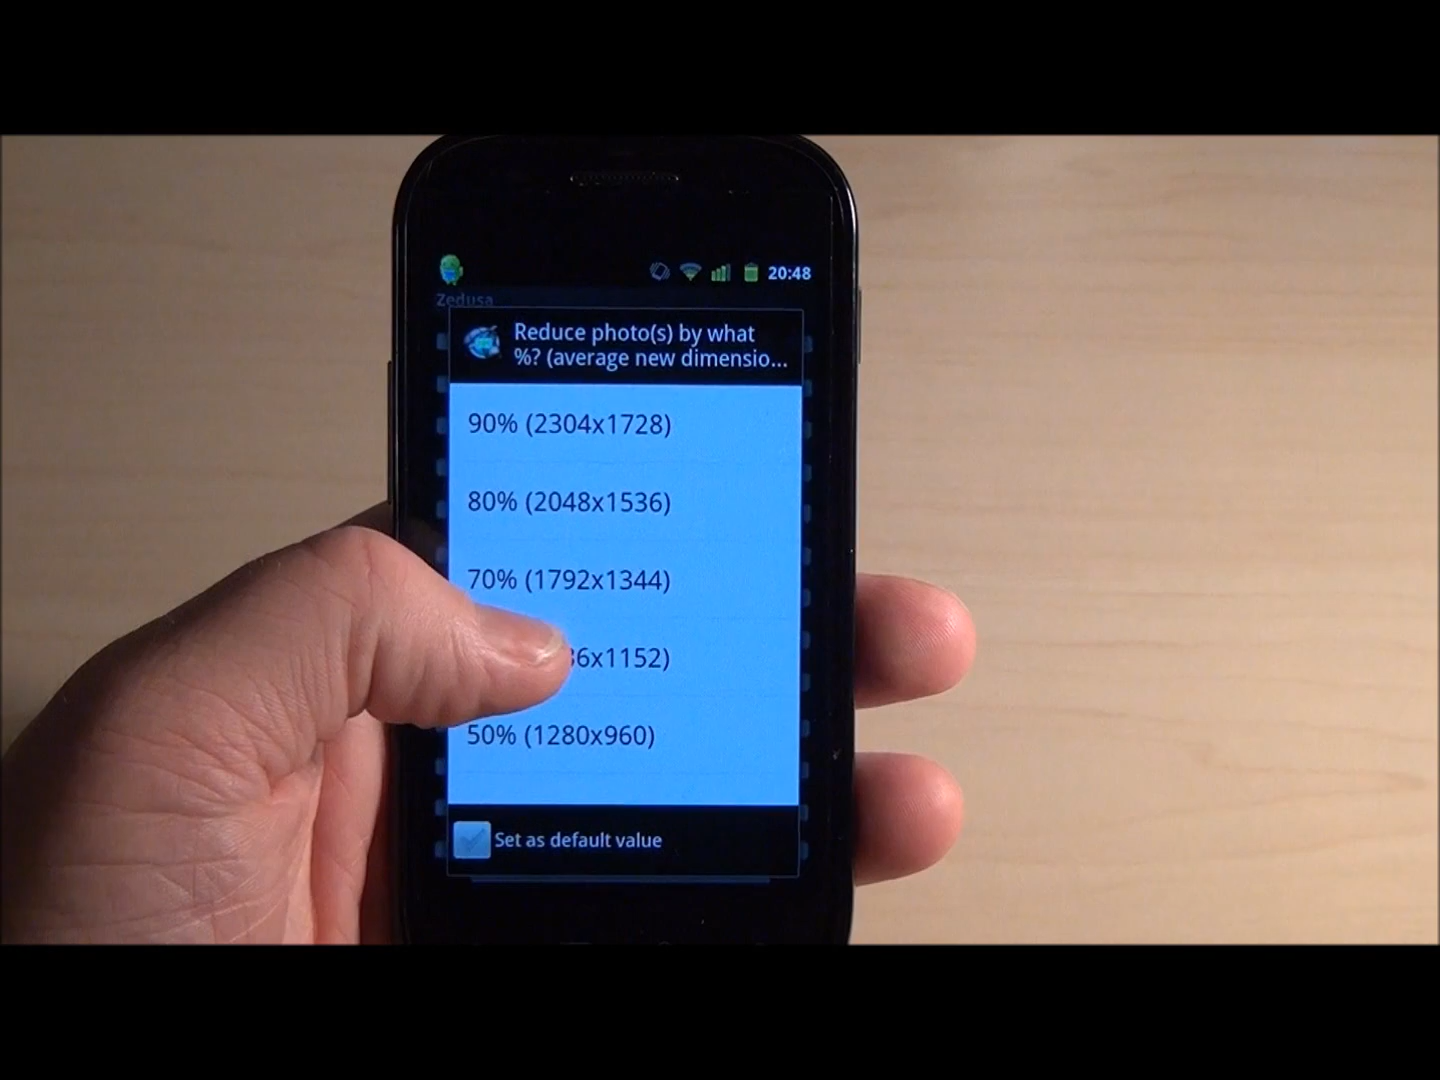 20:48
Zedusa
Reduce photo(s) by what
%? (average new dimensio...
90% (2304x1728)
80% (2048x1536)
70% (1792x1344)
36x1152)
50% (1280x960)
Set as default value